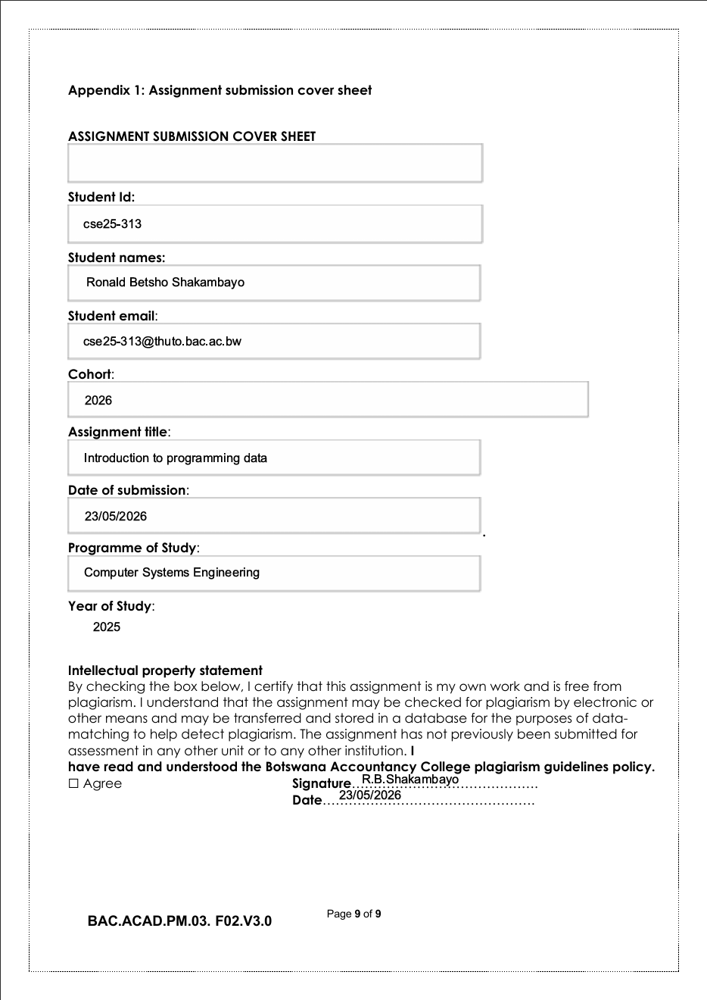 Appendix 1: Assignment submission cover sheet
ASSIGNMENT SUBMISSION COVER SHEET
Student Id:
cse25-313
Student names:
Ronald Betsho Shakambayo
Student email:
cse25-313@thuto.bac.ac.bw
Cohort:
2026
Assignment title:
Introduction to programming data
Date of submission:
23/05/2026
.
Programme of Study:
Computer Systems Engineering
Year of Study:
2025
Intellectual property statement
By checking the box below, I certify that this assignment is my own work and is free from
plagiarism. I understand that the assignment may be checked for plagiarism by electronic or
other means and may be transferred and stored in a database for the purposes of data-
matching to help detect plagiarism. The assignment has not previously been submitted for
assessment in any other unit or to any other institution. I
have read and understood the Botswana Accountancy College plagiarism guidelines policy.
☐ Agree Signature..R.B.Shakambayo....................
Date....23/05/2026...............................
Page 9 of 9
BAC.ACAD.PM.03. F02.V3.0